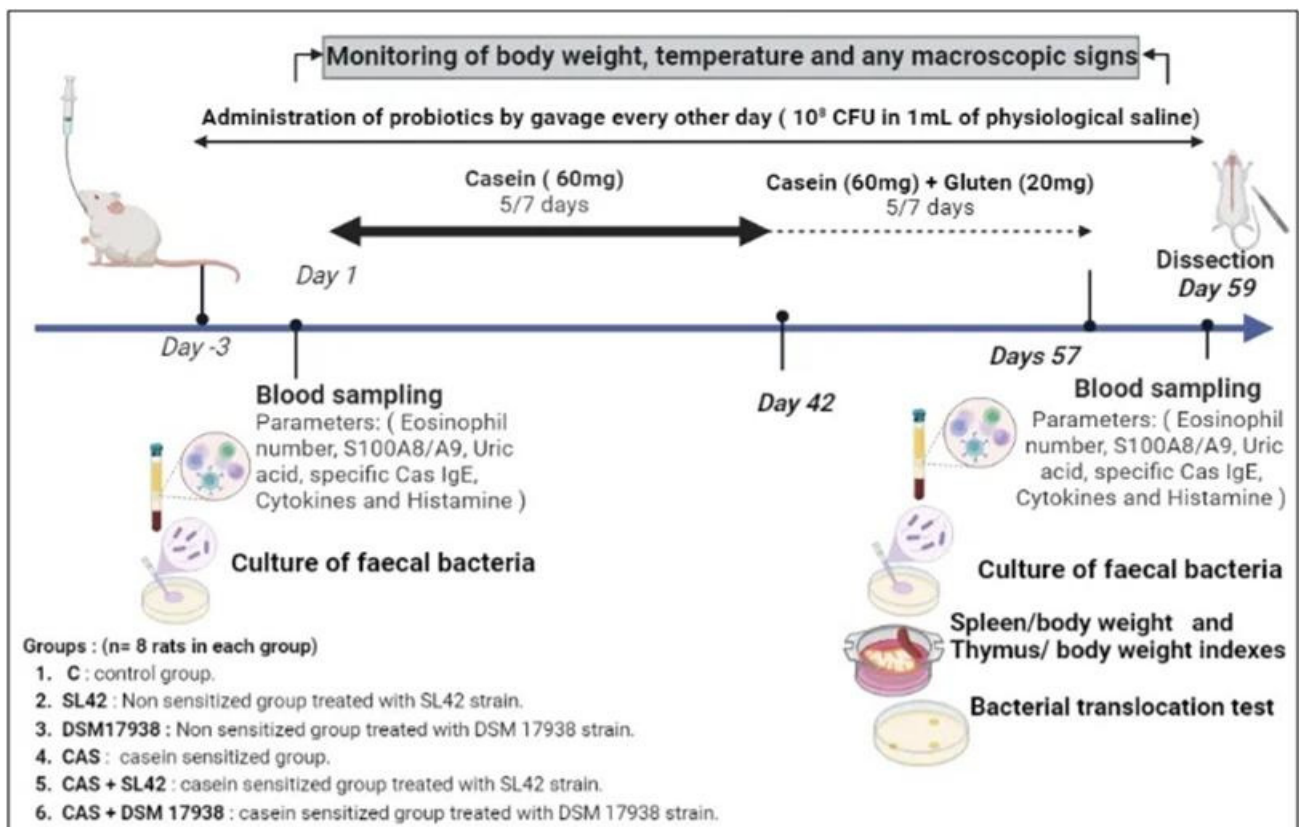 Monitoring of body weight, temperature and any macroscopic signs
Administration of probiotics by gavage every other day ( 10⁸ CFU in 1mL of physiological saline)
Casein ( 60mg)
5/7 days
Casein (60mg) + Gluten (20mg)
5/7 days
Dissection
Day 59
Day 1
Day -3
Days 57
Day 42
Blood sampling
Parameters: ( Eosinophil
number, S100A8/A9, Uric
acid, specific Cas IgE,
Cytokines and Histamine )
Culture of faecal bacteria
Blood sampling
Parameters: ( Eosinophil
number, S100A8/A9, Uric
acid, specific Cas IgE,
Cytokines and Histamine )
Culture of faecal bacteria
Spleen/body weight and
Thymus/ body weight indexes
Bacterial translocation test
Groups : (n= 8 rats in each group)
1. C : control group.
2. SL42 : Non sensitized group treated with SL42 strain.
3. DSM17938 : Non sensitized group treated with DSM 17938 strain.
4. CAS : casein sensitized group.
5. CAS + SL42 : casein sensitized group treated with SL42 strain.
6. CAS + DSM 17938 : casein sensitized group treated with DSM 17938 strain.